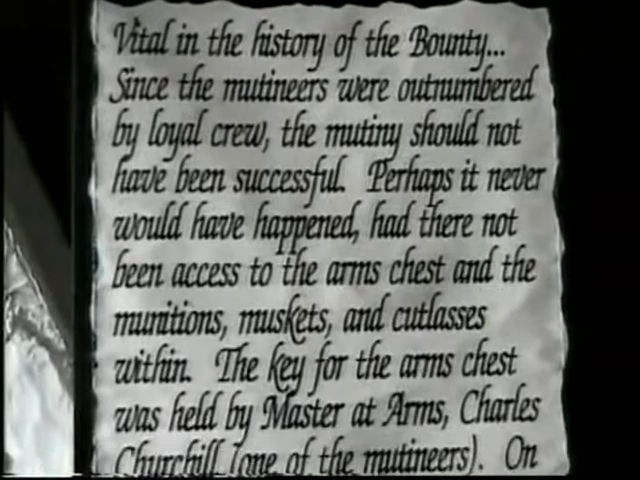 Vital in the history of the Bounty...
Since the mutineers were outnumbered
by loyal crew, the mutiny should not
have been successful. Perhaps it never
would have happened, had there not
been access to the arms chest and the
munitions, muskets, and cutlasses
within. The key for the arms chest
was held by Master at Arms, Charles
Churchill (one of the mutineers). On